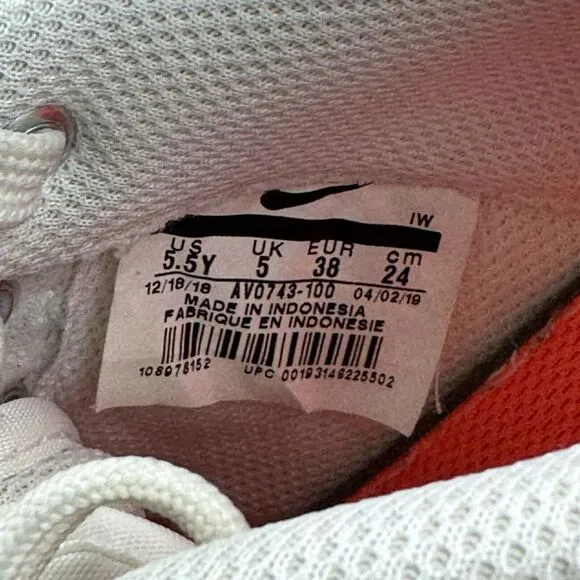 IW
US UK EUR cm
5.5Y 5 38 24
12/18/18 AV0743-100 04/02/19
MADE IN INDONESIA
FABRIQUE EN INDONESIE
108978152 UPC 00193146225502